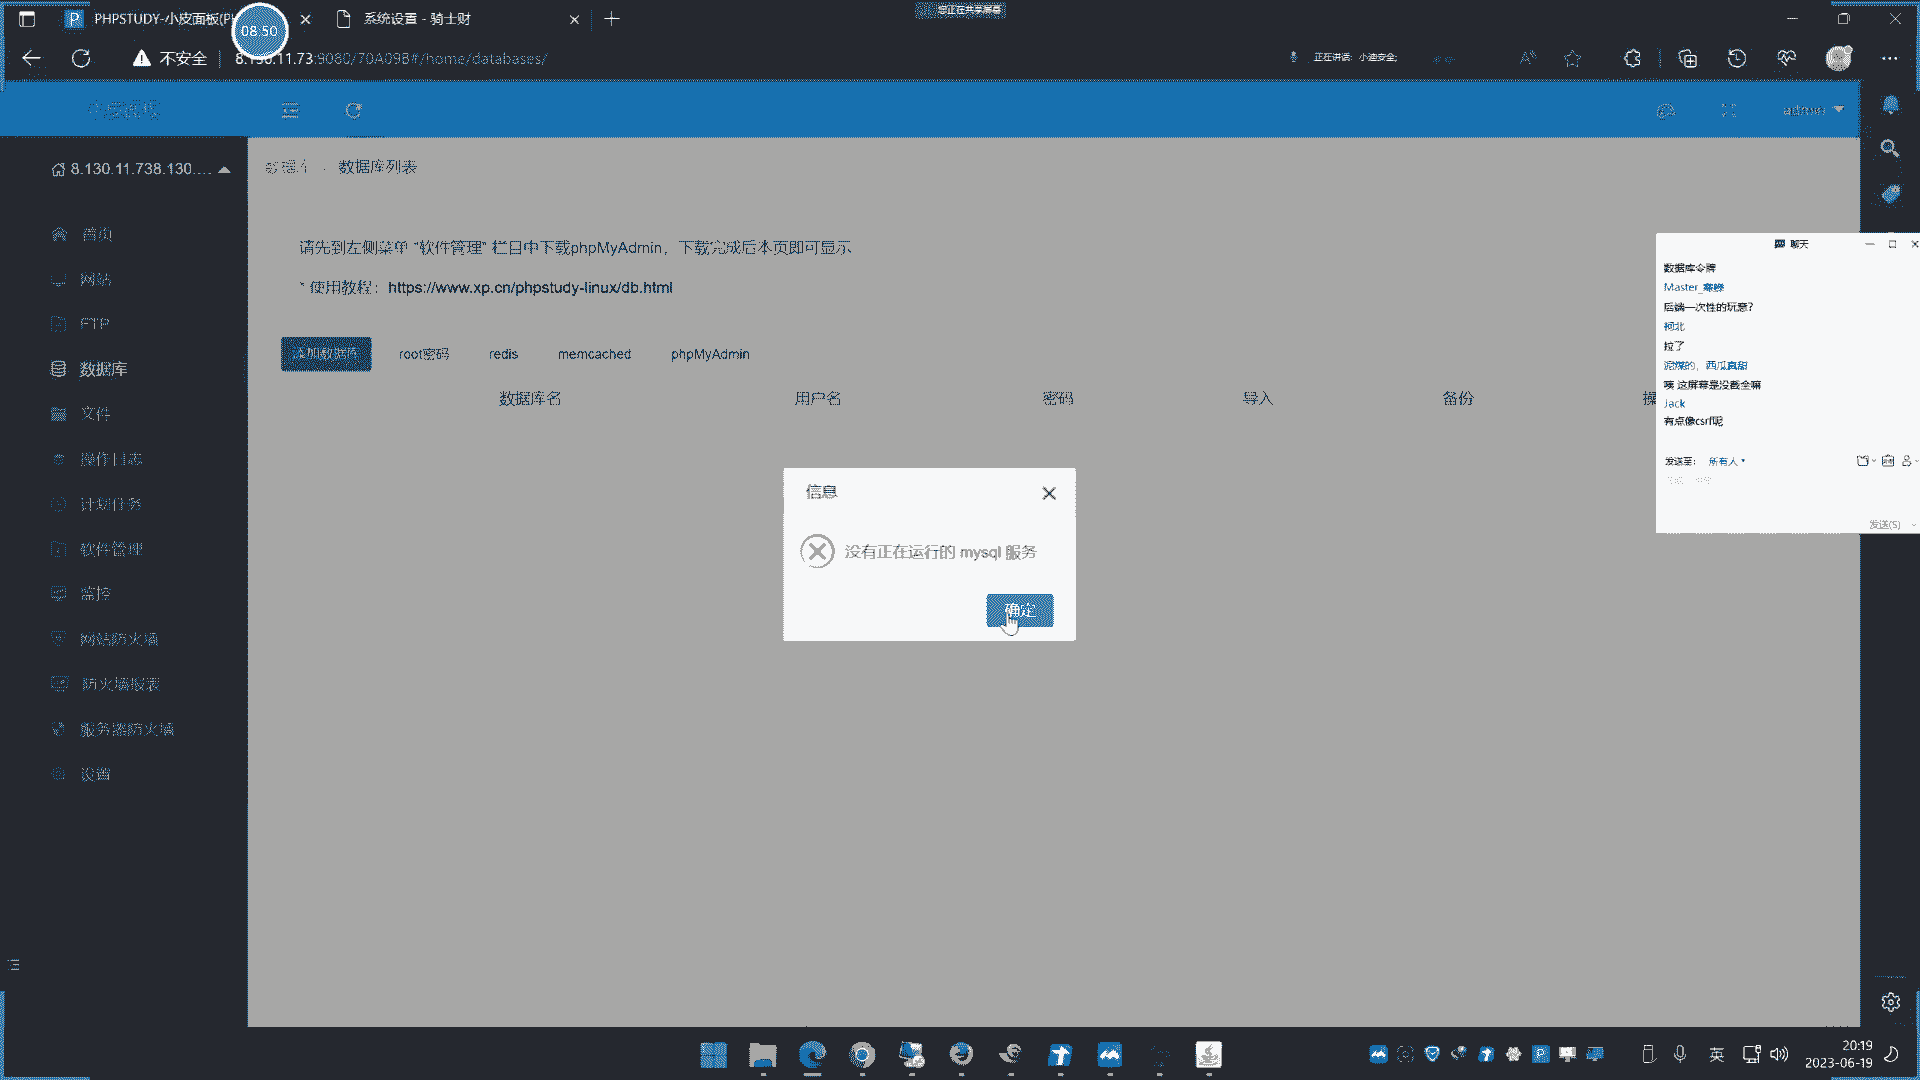 PHPSTUDY-小皮面板(P
08:50
系统设置 - 骑士财
您正在共享屏幕
不安全
8.130.11.73:9080/70A09B#/home/databases/
正在讲话: 小迪安全;
小皮面板
admin
8.130.11.738.130....
数据库
数据库列表
首页
网站
FTP
数据库
文件
操作日志
计划任务
软件管理
监控
网站防火墙
防火墙报表
服务器防火墙
设置
请先到左侧菜单 "软件管理" 栏目中下载phpMyAdmin，下载完成后本页即可显示
* 使用教程：https://www.xp.cn/phpstudy-linux/db.html
添加数据库
root密码
redis
memcached
phpMyAdmin
数据库名
用户名
密码
导入
备份
操
信息
没有正在运行的 mysql 服务
确定
聊天
数据库令牌
后端一次性的玩意?
柯北
拉了
泥煤的，西瓜真甜
咦 这屏幕是没截全嘛
Jack
有点像csrf呢
发送至:
所有人
发送(S)
英
20:19
2023-06-19